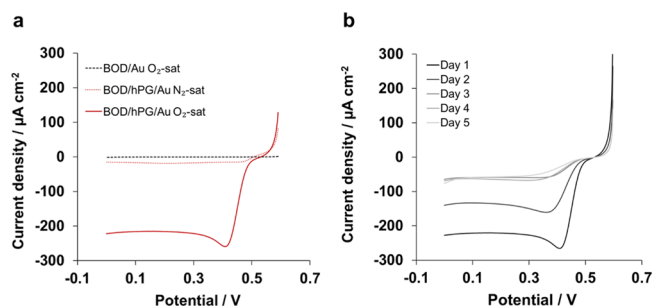 a
Current density / µA cm-2
300
200
100
0
-100
-200
-300
BOD/Au O2-sat
BOD/hPG/Au N2-sat
BOD/hPG/Au O2-sat
-0.1
0.1
0.3
0.5
0.7
Potential / V
b
Current density / µA cm-2
300
200
100
0
-100
-200
-300
Day 1
Day 2
Day 3
Day 4
Day 5
-0.1
0.1
0.3
0.5
0.7
Potential / V